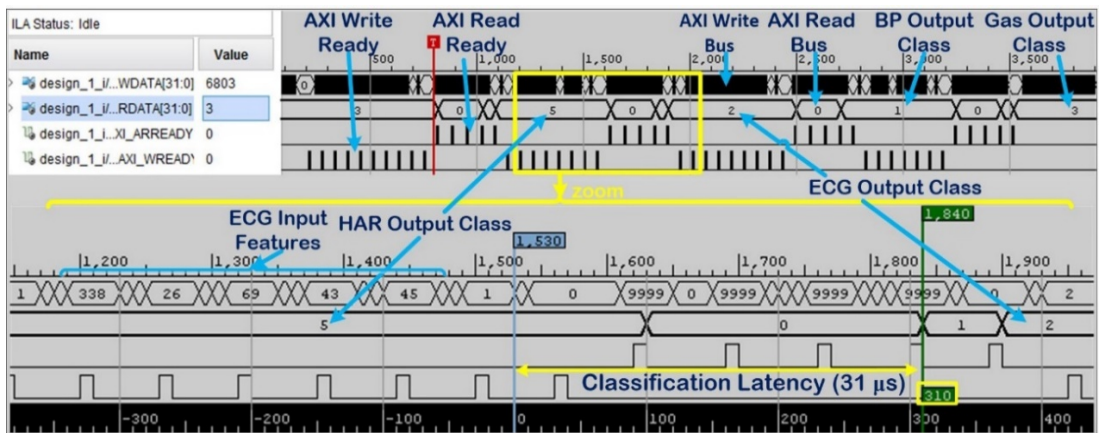 ILA Status: Idle
AXI Write Ready
AXI Read Ready
AXI Write Bus
AXI Read Bus
BP Output Class
Gas Output Class
Name Value
T
500 1,000 1,500 2,000 2,500 3,000 3,500
design_1_i/...WDATA[31:0] 6803
0
design_1_i/...RDATA[31:0] 3
3 0 5 0 2 0 1 0 3
design_1_i...XI_ARREADY 0
design_1_i/...AXI_WREADY 0
zoom
ECG Output Class
ECG Input Features
HAR Output Class
1,530
1,840
1,200 1,300 1,400 1,500 1,600 1,700 1,800 1,900
1 338 26 69 43 45 1 0 9999 0 9999 9999 9999 0 2
5 0 1 2
Classification Latency (31 μs)
310
-300 -200 -100 0 100 200 300 400